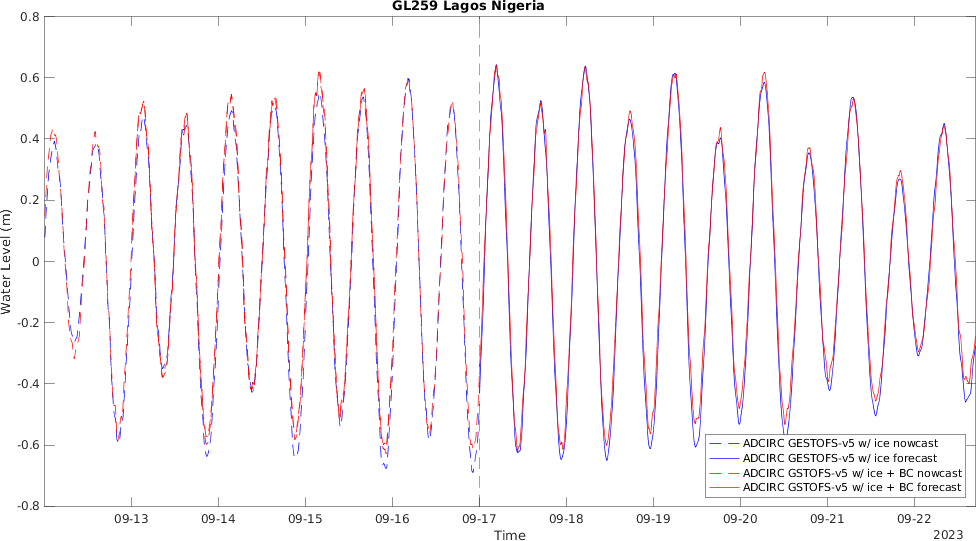 GL259 Lagos Nigeria
0.8
0.6
0.4
0.2
0
-0.2
-0.4
-0.6
-0.8
Water Level (m)
ADCIRC GESTOFS-v5 w/ ice nowcast
ADCIRC GESTOFS-v5 w/ ice forecast
ADCIRC GSTOFS-v5 w/ ice + BC nowcast
ADCIRC GSTOFS-v5 w/ ice + BC forecast
09-13 09-14 09-15 09-16 09-17 09-18 09-19 09-20 09-21 09-22
Time
2023